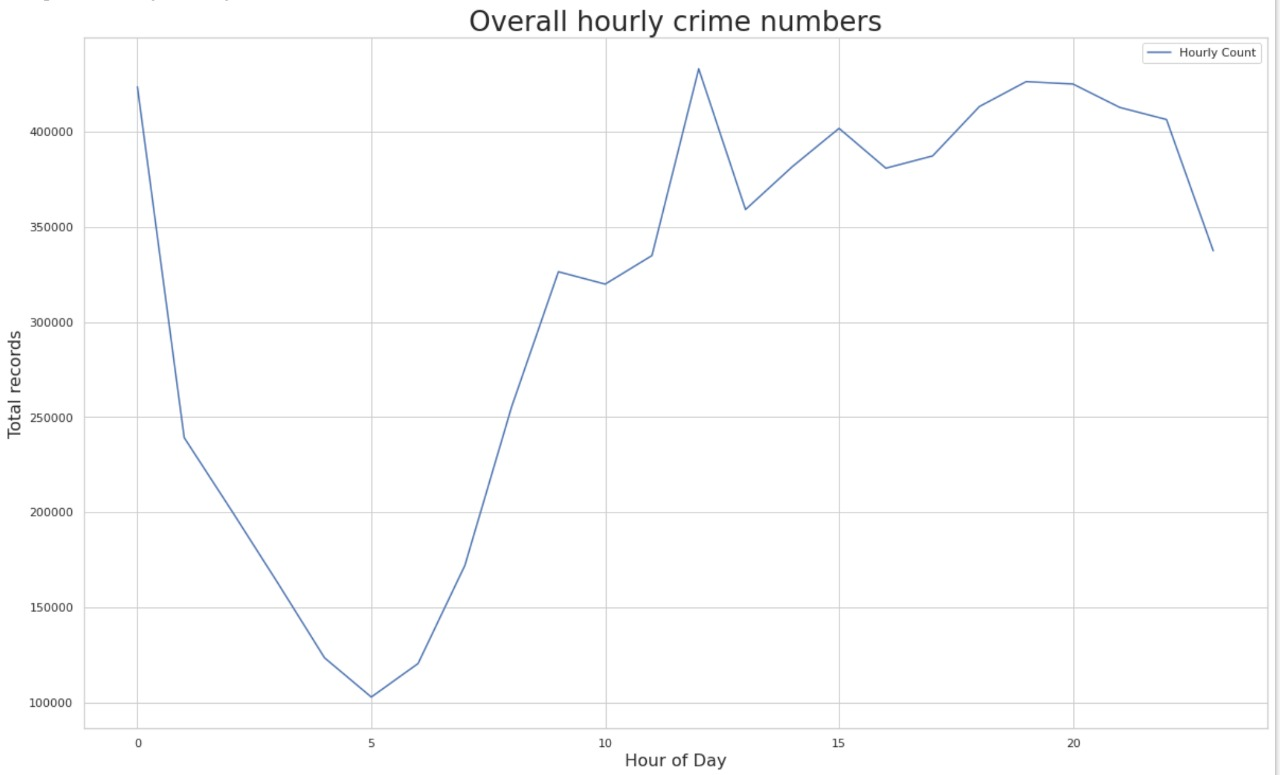 Overall hourly crime numbers
Hourly Count
400000
350000
300000
250000
200000
150000
100000
Total records
0 5 10 15 20
Hour of Day